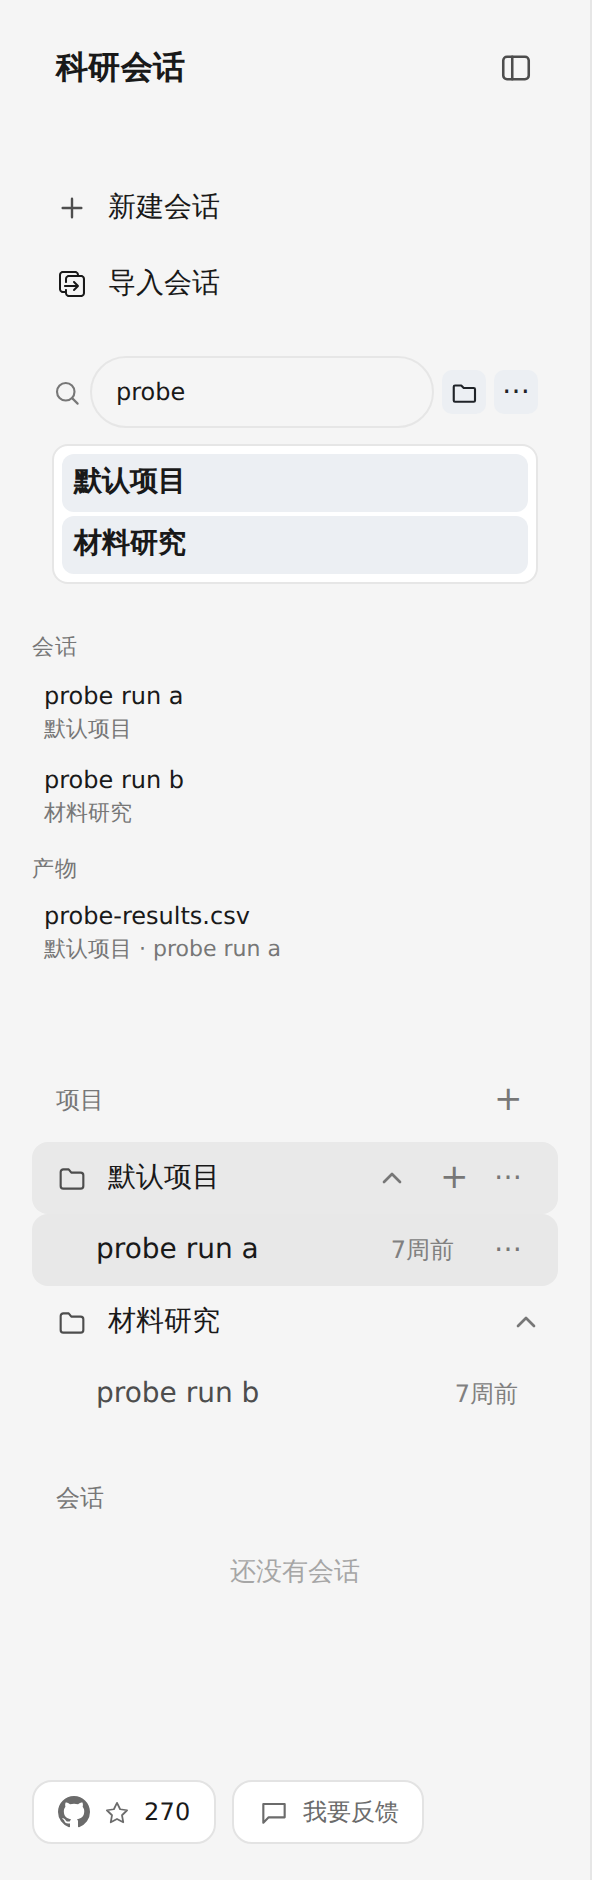 科研会话
新建会话
导入会话
probe
默认项目
材料研究
会话
probe run a
默认项目
probe run b
材料研究
产物
probe-results.csv
默认项目 · probe run a
项目
默认项目
probe run a 7周前
材料研究
probe run b 7周前
会话
还没有会话
270 我要反馈